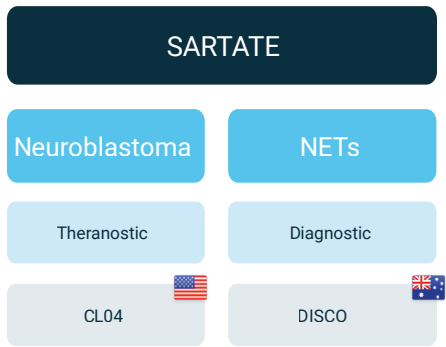 SARTATE
Neuroblastoma
NETs
Theranostic
Diagnostic
CL04
DISCO